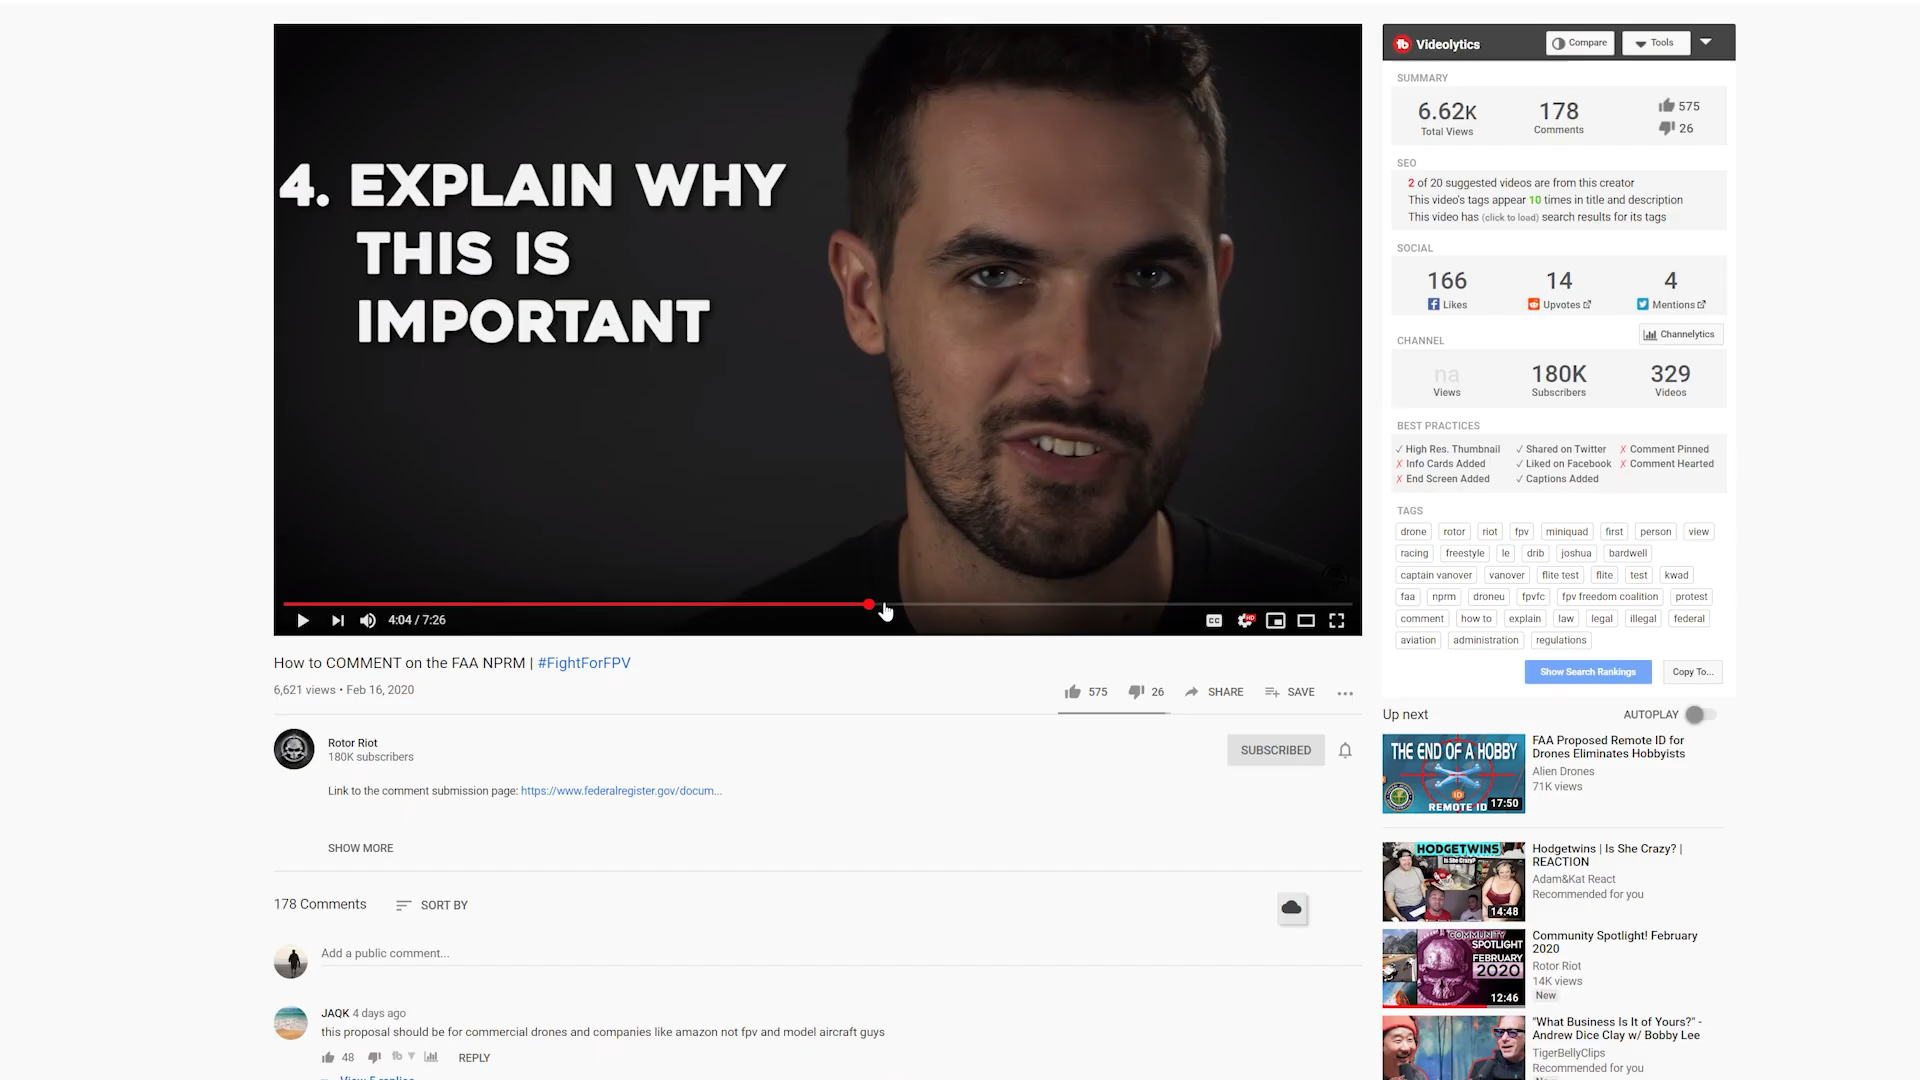 4. EXPLAIN WHY
THIS IS
IMPORTANT
4:04 / 7:26
CC
HD
How to COMMENT on the FAA NPRM | #FightForFPV
6,621 views • Feb 16, 2020
575
26
SHARE
SAVE
Rotor Riot
180K subscribers
SUBSCRIBED
Link to the comment submission page: https://www.federalregister.gov/docum...
SHOW MORE
178 Comments
SORT BY
Add a public comment...
JAQK 4 days ago
this proposal should be for commercial drones and companies like amazon not fpv and model aircraft guys
48
REPLY
View 5 replies
Videolytics
Compare
Tools
SUMMARY
6.62K
Total Views
178
Comments
575
26
SEO
2 of 20 suggested videos are from this creator
This video's tags appear 10 times in title and description
This video has (click to load) search results for its tags
SOCIAL
166
Likes
14
Upvotes
4
Mentions
CHANNEL
Channelytics
na
Views
180K
Subscribers
329
Videos
BEST PRACTICES
✓ High Res. Thumbnail ✓ Shared on Twitter ✗ Comment Pinned
✗ Info Cards Added ✓ Liked on Facebook ✗ Comment Hearted
✗ End Screen Added ✓ Captions Added
TAGS
drone rotor riot fpv miniquad first person view
racing freestyle le drib joshua bardwell
captain vanover vanover flite test flite test kwad
faa nprm droneu fpvfc fpv freedom coalition protest
comment how to explain law legal illegal federal
aviation administration regulations
Show Search Rankings
Copy To...
Up next
AUTOPLAY
THE END OF A HOBBY
ID
REMOTE ID
17:50
FAA Proposed Remote ID for
Drones Eliminates Hobbyists
Alien Drones
71K views
HODGETWINS
Is She Crazy?
14:48
Hodgetwins | Is She Crazy? |
REACTION
Adam&Kat React
Recommended for you
COMMUNITY
SPOTLIGHT
FEBRUARY
2020
12:46
Community Spotlight! February
2020
Rotor Riot
14K views
New
"What Business Is It of Yours?" -
Andrew Dice Clay w/ Bobby Lee
TigerBellyClips
Recommended for you
New